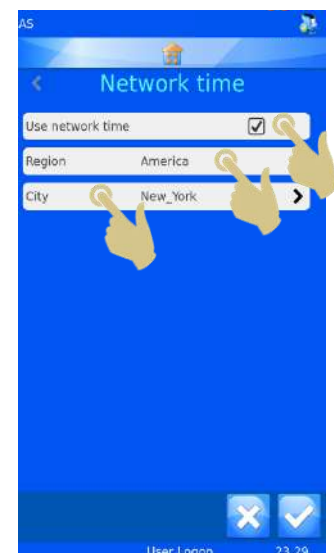 AS
Network time
Use network time
Region America
City New_York
User Logon 23 29